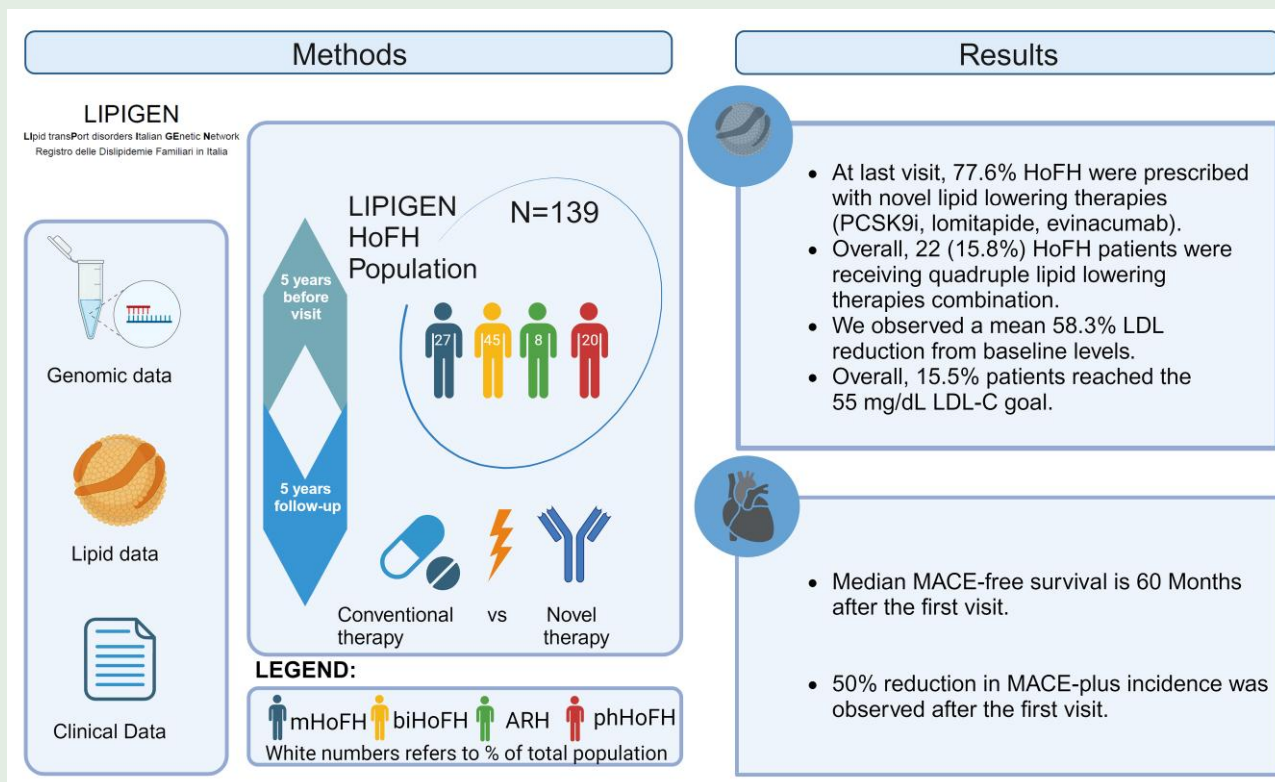 Methods
LIPIGEN
LIpid transPort disorders Italian GEnetic Network
Registro delle Dislipidemie Familiari in Italia
Genomic data
Lipid data
Clinical Data
5 years
before
visit
5 years
follow-up
LIPIGEN
HoFH
Population
N=139
27
45
8
20
Conventional
therapy
vs
Novel
therapy
LEGEND:
mHoFH
biHoFH
ARH
phHoFH
White numbers refers to % of total population
Results
• At last visit, 77.6% HoFH were prescribed
with novel lipid lowering therapies
(PCSK9i, lomitapide, evinacumab).
• Overall, 22 (15.8%) HoFH patients were
receiving quadruple lipid lowering
therapies combination.
• We observed a mean 58.3% LDL
reduction from baseline levels.
• Overall, 15.5% patients reached the
55 mg/dL LDL-C goal.
• Median MACE-free survival is 60 Months
after the first visit.
• 50% reduction in MACE-plus incidence was
observed after the first visit.